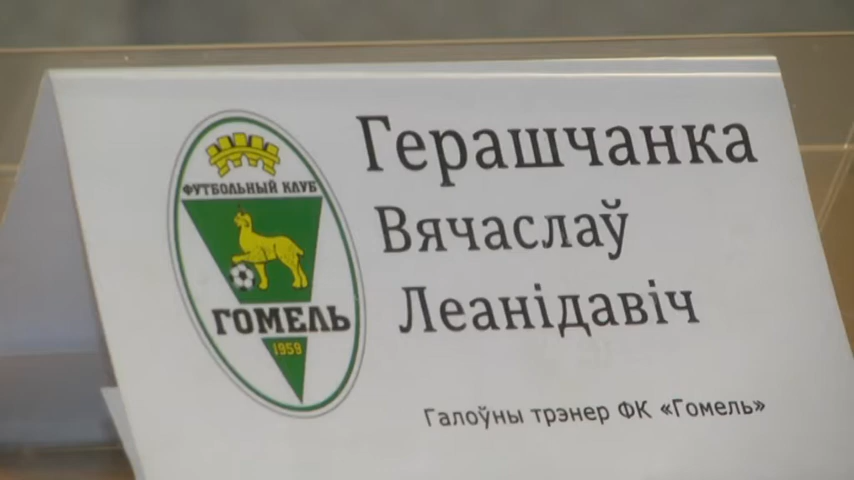 ФУТБОЛЬНЫЙ КЛУБ
ГОМЕЛЬ
1959
Герашчанка
Вячаслаў
Леанідавіч
Галоўны трэнер ФК «Гомель»